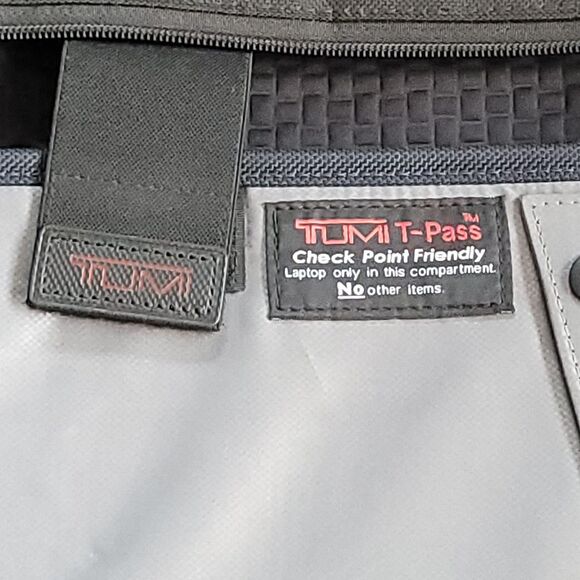 TUMI T-Pass™
Check Point Friendly
Laptop only in this compartment.
No other items.
TUMI